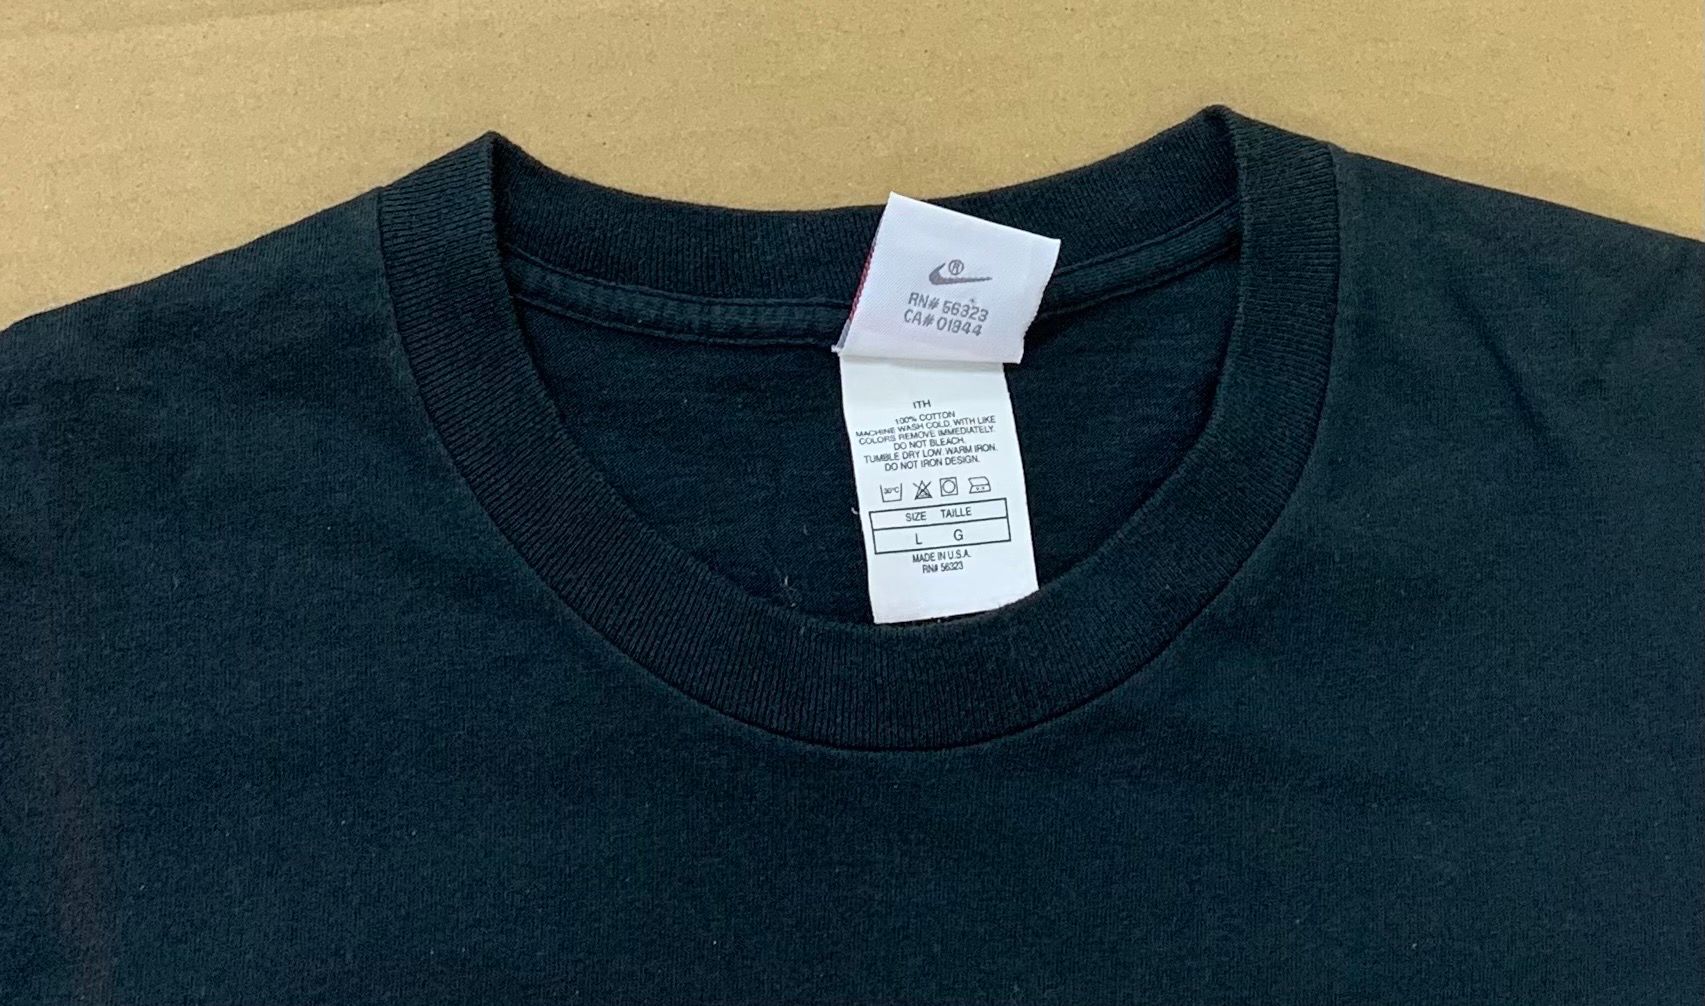 ®
RN# 56323
CA# 01844
ITH
100% COTTON
MACHINE WASH COLD. WITH LIKE
COLORS REMOVE IMMEDIATELY.
DO NOT BLEACH.
TUMBLE DRY LOW. WARM IRON.
DO NOT IRON DESIGN.
30°C
SIZE TAILLE
L G
MADE IN U.S.A.
RN# 56323